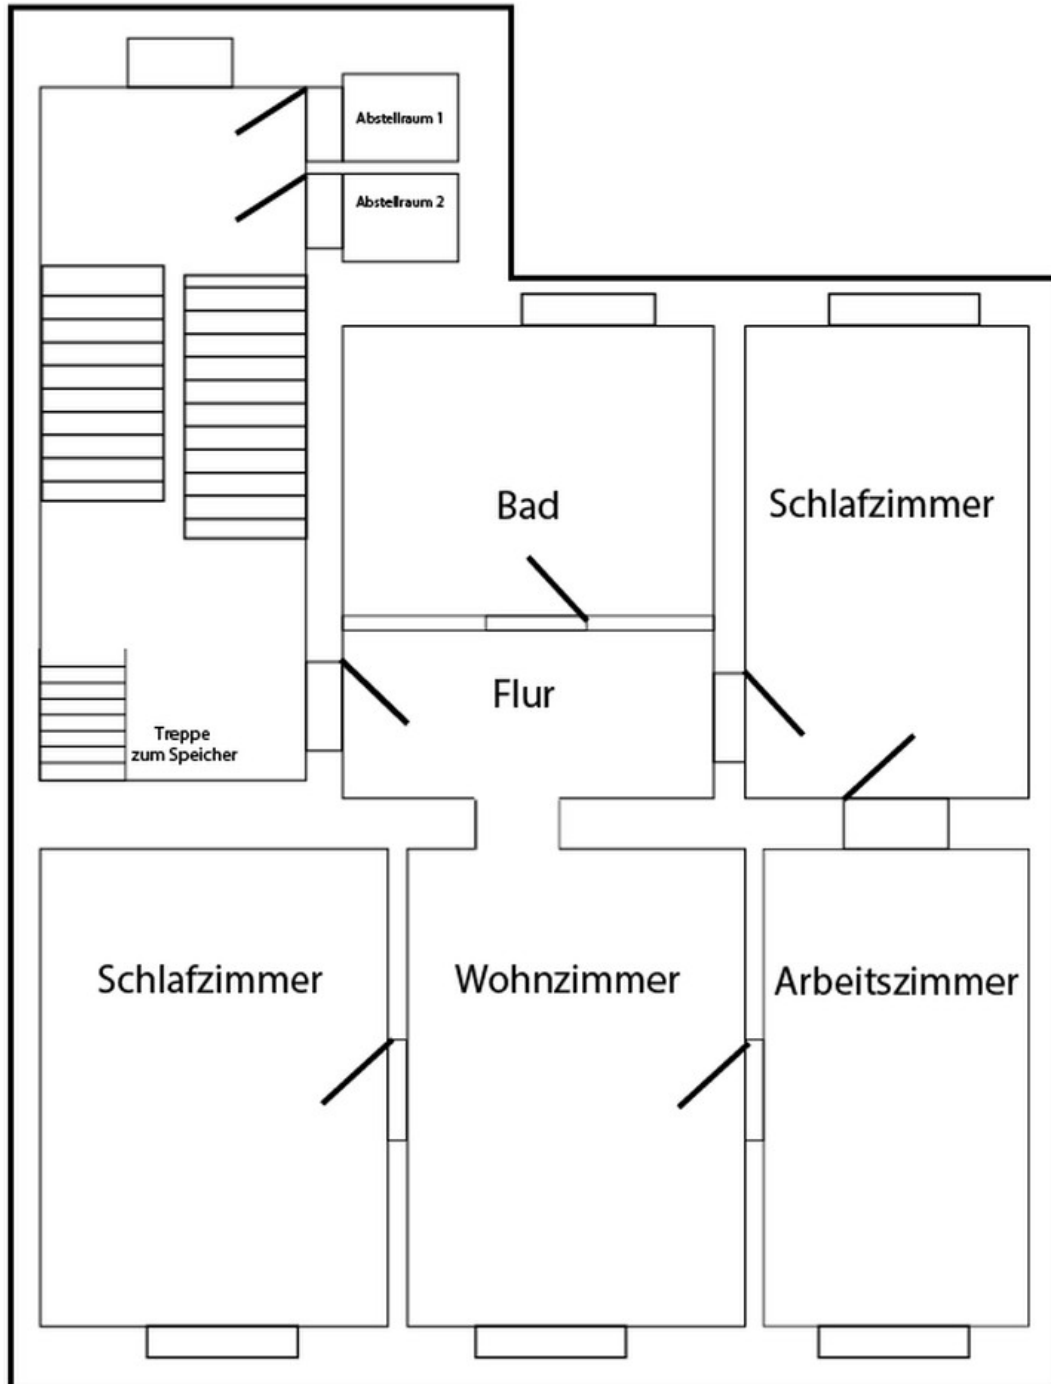 Abstellraum 1
Abstellraum 2
Bad
Schlafzimmer
Flur
Treppe
zum Speicher
Schlafzimmer
Wohnzimmer
Arbeitszimmer